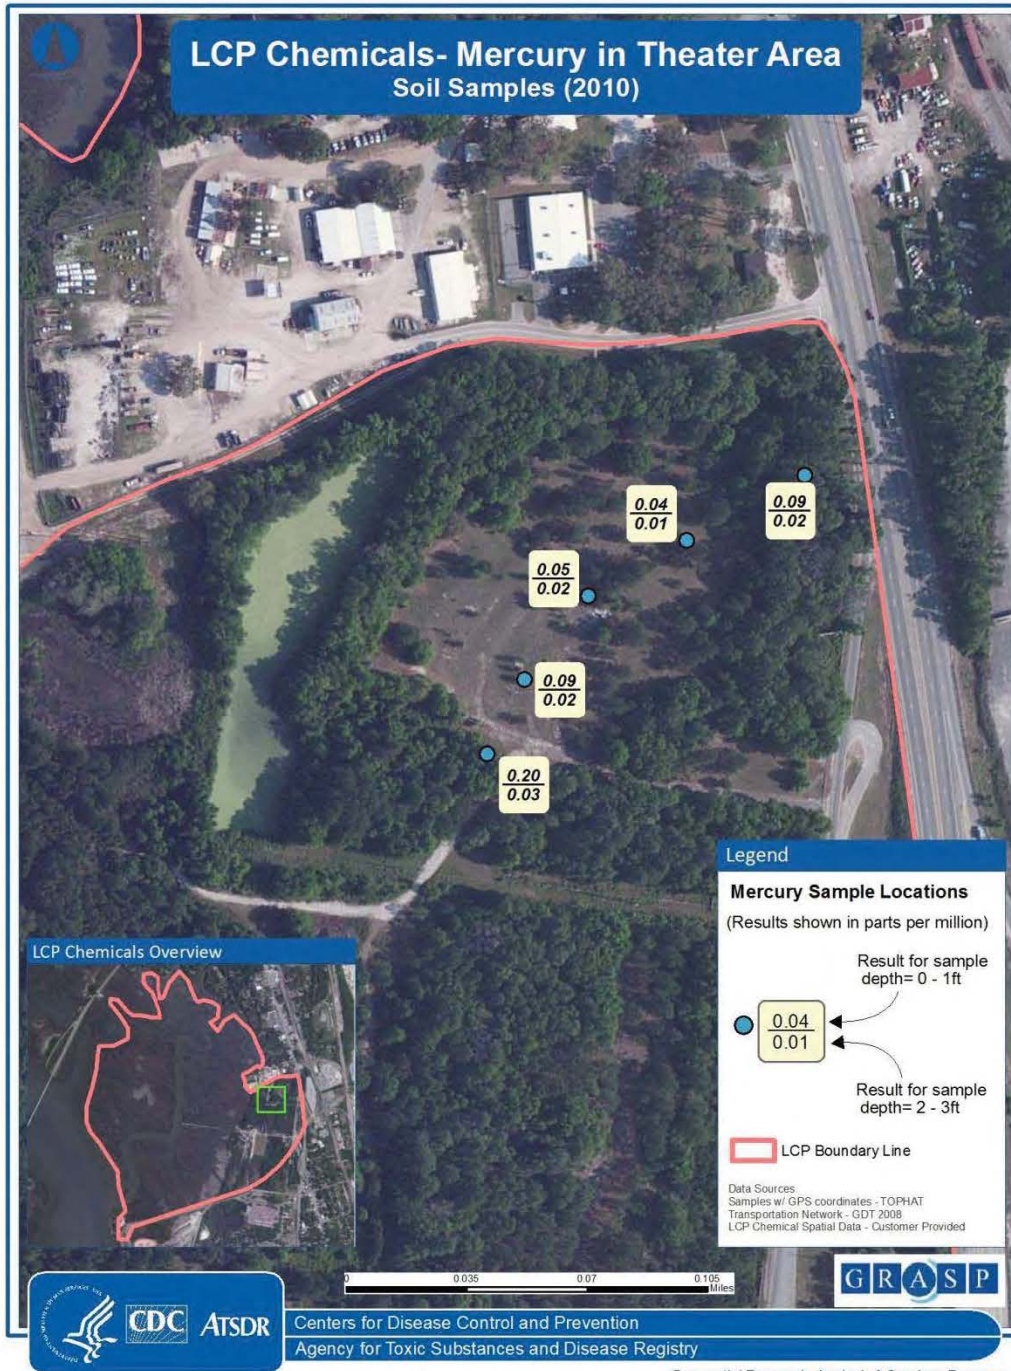 LCP Chemicals- Mercury in Theater Area
Soil Samples (2010)
0.04
0.01
0.09
0.02
0.05
0.02
0.09
0.02
0.20
0.03
Legend
Mercury Sample Locations
(Results shown in parts per million)
Result for sample
depth= 0 - 1ft
0.04
0.01
Result for sample
depth= 2 - 3ft
LCP Boundary Line
Data Sources
Samples w/ GPS coordinates - TOPHAT
Transportation Network - GDT 2008
LCP Chemical Spatial Data - Customer Provided
LCP Chemicals Overview
0 0.035 0.07 0.105
Miles
GRASP
CDC ATSDR
Centers for Disease Control and Prevention
Agency for Toxic Substances and Disease Registry